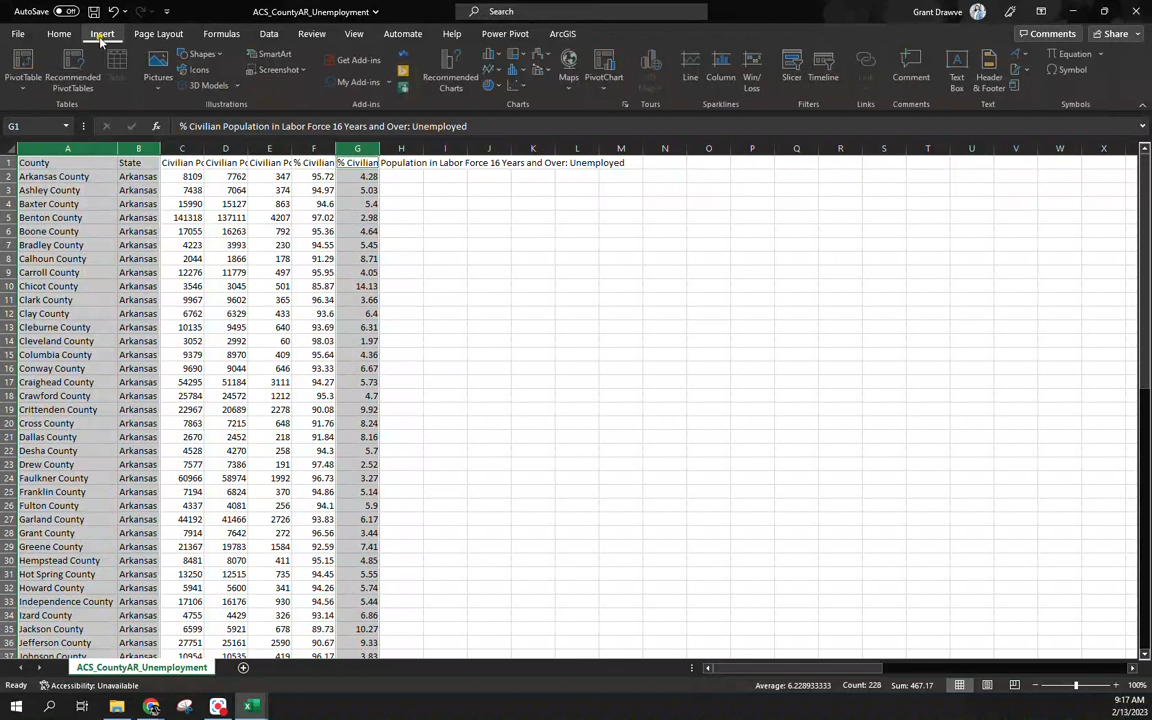 AutoSave Off ACS_CountyAR_Unemployment Search Grant Drawve
File Home Insert Page Layout Formulas Data Review View Automate Help Power Pivot ArcGIS Comments Share
PivotTable Recommended PivotTables Table Pictures Shapes Icons 3D Models SmartArt Screenshot Get Add-ins My Add-ins Recommended Charts Maps PivotChart 3D Map Line Column Win/Loss Slicer Timeline Link Comment Text Box Header & Footer Equation Symbol
Tables Illustrations Add-ins Charts Tours Sparklines Filters Links Comments Text Symbols
G1 fx % Civilian Population in Labor Force 16 Years and Over: Unemployed
A B C D E F G H I J K L M N O P Q R S T U V W X
1 County State Civilian Po Civilian Po Civilian Po % Civilian % Civilian Population in Labor Force 16 Years and Over: Unemployed
2 Arkansas County Arkansas 8109 7762 347 95.72 4.28
3 Ashley County Arkansas 7438 7064 374 94.97 5.03
4 Baxter County Arkansas 15990 15127 863 94.6 5.4
5 Benton County Arkansas 141318 137111 4207 97.02 2.98
6 Boone County Arkansas 17055 16263 792 95.36 4.64
7 Bradley County Arkansas 4223 3993 230 94.55 5.45
8 Calhoun County Arkansas 2044 1866 178 91.29 8.71
9 Carroll County Arkansas 12276 11779 497 95.95 4.05
10 Chicot County Arkansas 3546 3045 501 85.87 14.13
11 Clark County Arkansas 9967 9602 365 96.34 3.66
12 Clay County Arkansas 6762 6329 433 93.6 6.4
13 Cleburne County Arkansas 10135 9495 640 93.69 6.31
14 Cleveland County Arkansas 3052 2992 60 98.03 1.97
15 Columbia County Arkansas 9379 8970 409 95.64 4.36
16 Conway County Arkansas 9690 9044 646 93.33 6.67
17 Craighead County Arkansas 54295 51184 3111 94.27 5.73
18 Crawford County Arkansas 25784 24572 1212 95.3 4.7
19 Crittenden County Arkansas 22967 20689 2278 90.08 9.92
20 Cross County Arkansas 7863 7215 648 91.76 8.24
21 Dallas County Arkansas 2670 2452 218 91.84 8.16
22 Desha County Arkansas 4528 4270 258 94.3 5.7
23 Drew County Arkansas 7577 7386 191 97.48 2.52
24 Faulkner County Arkansas 60966 58974 1992 96.73 3.27
25 Franklin County Arkansas 7194 6824 370 94.86 5.14
26 Fulton County Arkansas 4337 4081 256 94.1 5.9
27 Garland County Arkansas 44192 41466 2726 93.83 6.17
28 Grant County Arkansas 7914 7642 272 96.56 3.44
29 Greene County Arkansas 21367 19783 1584 92.59 7.41
30 Hempstead County Arkansas 8481 8070 411 95.15 4.85
31 Hot Spring County Arkansas 13250 12515 735 94.45 5.55
32 Howard County Arkansas 5941 5600 341 94.26 5.74
33 Independence County Arkansas 17106 16176 930 94.56 5.44
34 Izard County Arkansas 4755 4429 326 93.14 6.86
35 Jackson County Arkansas 6599 5921 678 89.73 10.27
36 Jefferson County Arkansas 27751 25161 2590 90.67 9.33
37 Johnson County Arkansas 10954 10535 419 96.17 3.83
ACS_CountyAR_Unemployment
Ready Accessibility: Unavailable Average: 6.228933333 Count: 228 Sum: 467.17 100%
9:17 AM
2/13/2023